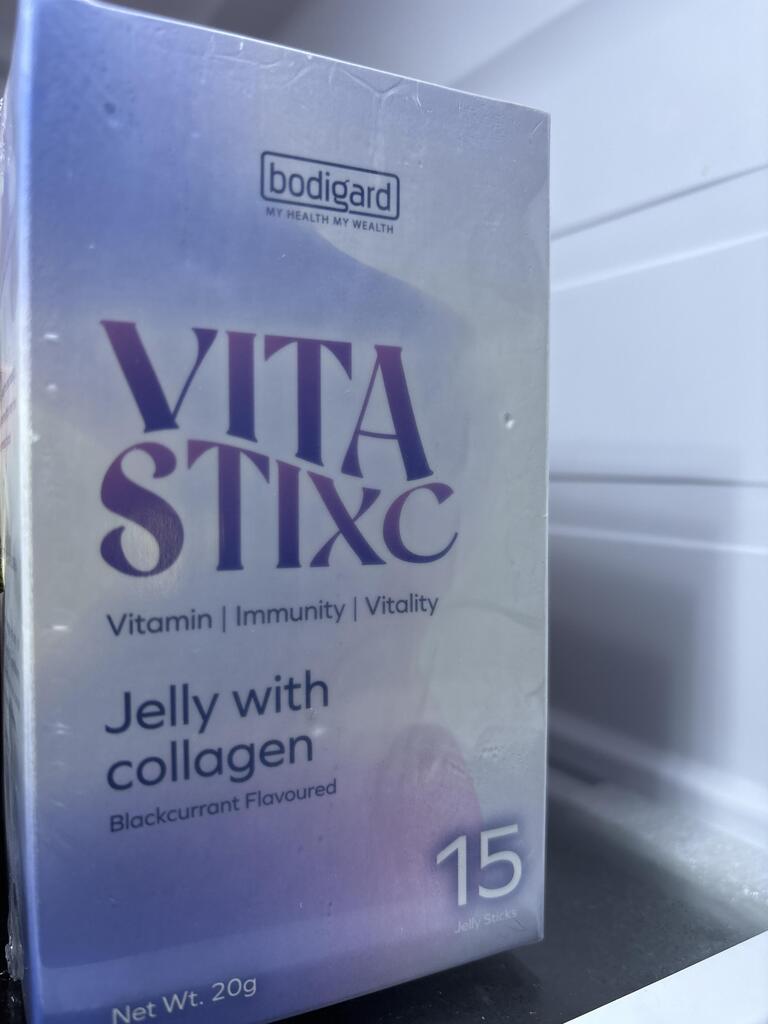 bodigard
MY HEALTH MY WEALTH
VITA
STIXC
Vitamin | Immunity | Vitality
Jelly with
collagen
Blackcurrant Flavoured
15
Jelly Sticks
Net Wt. 20g